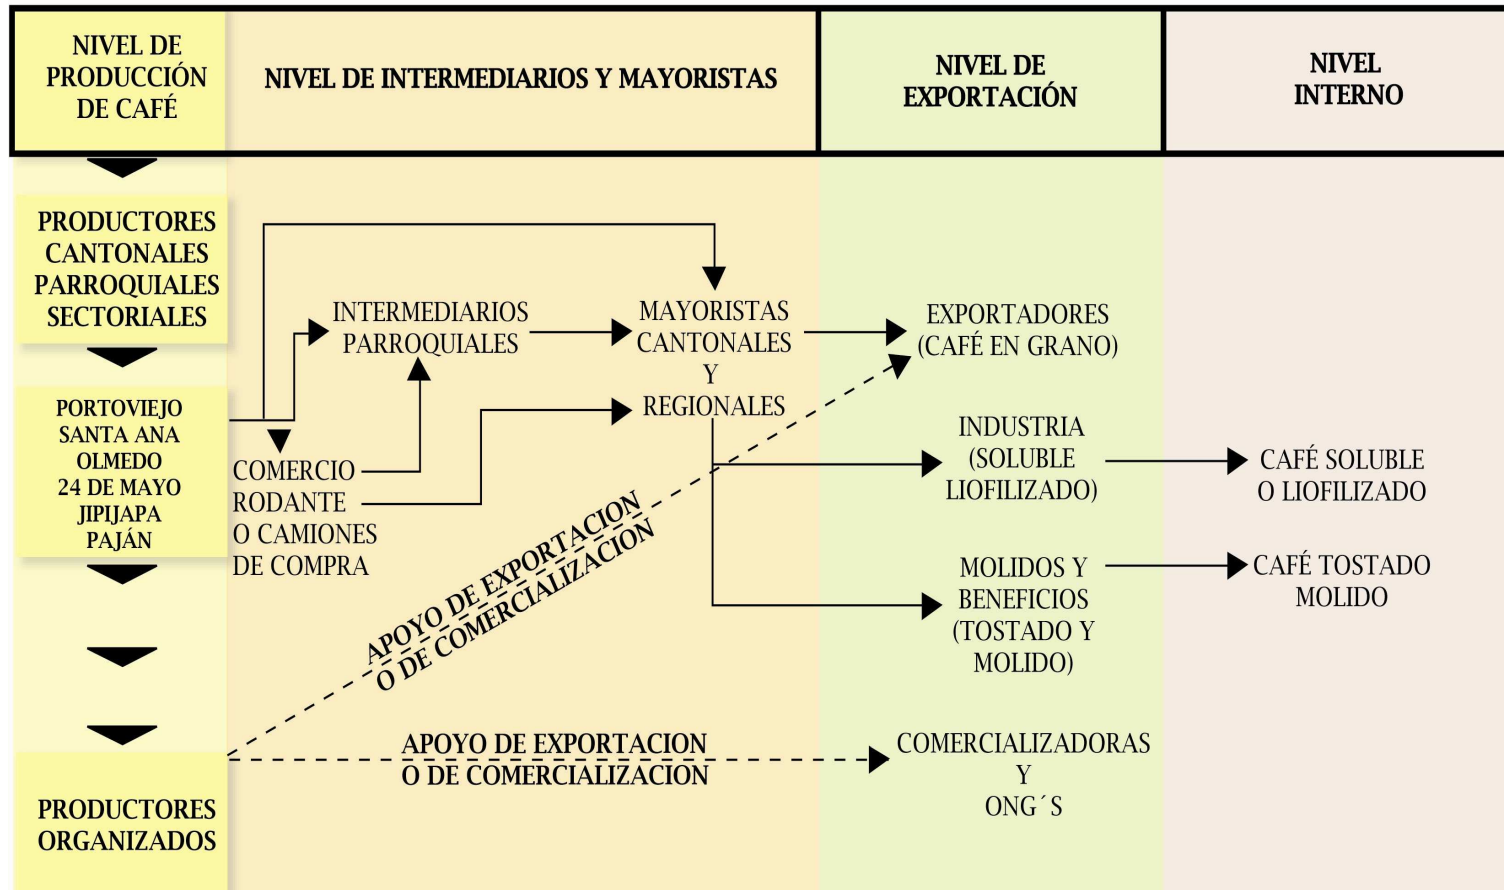 NIVEL DE
PRODUCCIÓN
DE CAFÉ
NIVEL DE INTERMEDIARIOS Y MAYORISTAS
NIVEL DE
EXPORTACIÓN
NIVEL
INTERNO
PRODUCTORES
CANTONALES
PARROQUIALES
SECTORIALES
PORTOVIEJO
SANTA ANA
OLMEDO
24 DE MAYO
JIPIJAPA
PAJÁN
PRODUCTORES
ORGANIZADOS
INTERMEDIARIOS
PARROQUIALES
COMERCIO
RODANTE
O CAMIONES
DE COMPRA
MAYORISTAS
CANTONALES
Y
REGIONALES
APOYO DE EXPORTACION
O DE COMERCIALIZACION
APOYO DE EXPORTACION
O DE COMERCIALIZACION
EXPORTADORES
(CAFÉ EN GRANO)
INDUSTRIA
(SOLUBLE
LIOFILIZADO)
MOLIDOS Y
BENEFICIOS
(TOSTADO Y
MOLIDO)
COMERCIALIZADORAS
Y
ONG´S
CAFÉ SOLUBLE
O LIOFILIZADO
CAFÉ TOSTADO
MOLIDO